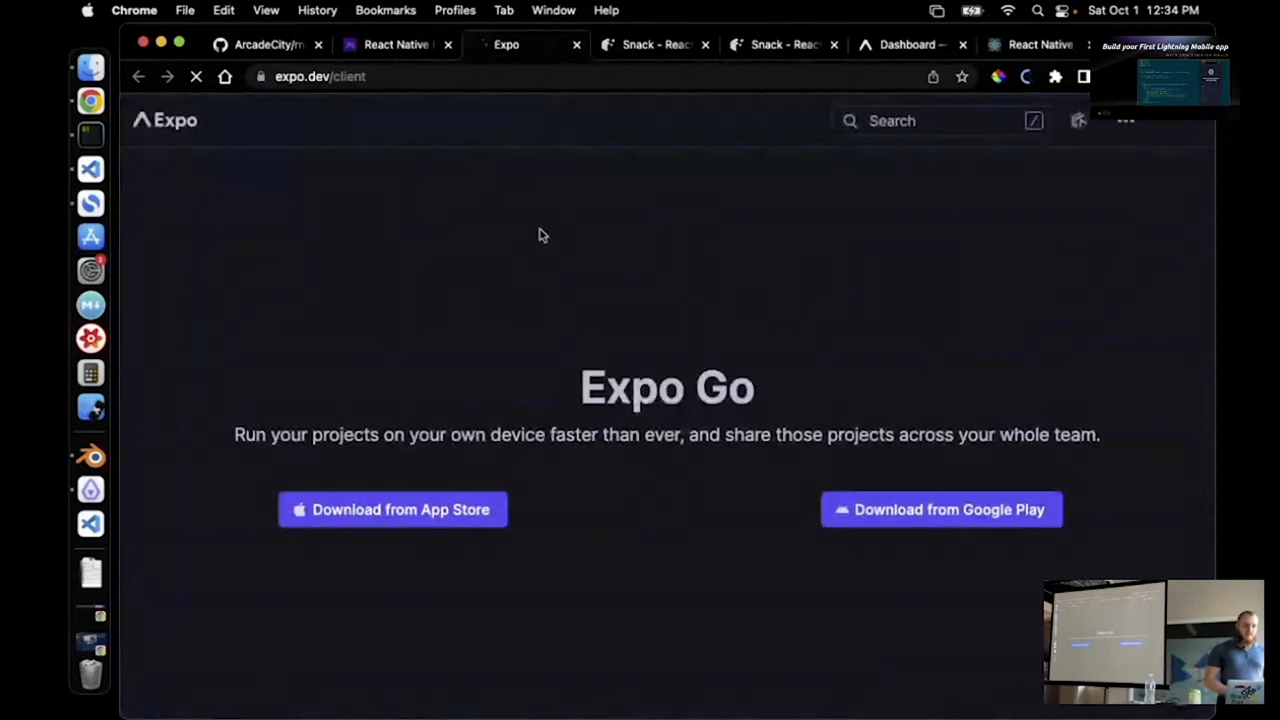 Chrome File Edit View History Bookmarks Profiles Tab Window Help Sat Oct 1 12:34 PM
ArcadeCity/rn React Native Expo Snack - Reac Snack - Reac Dashboard — React Native
Build your First Lightning Mobile app
expo.dev/client
Expo Search /
Expo Go
Run your projects on your own device faster than ever, and share those projects across your whole team.
Download from App Store Download from Google Play